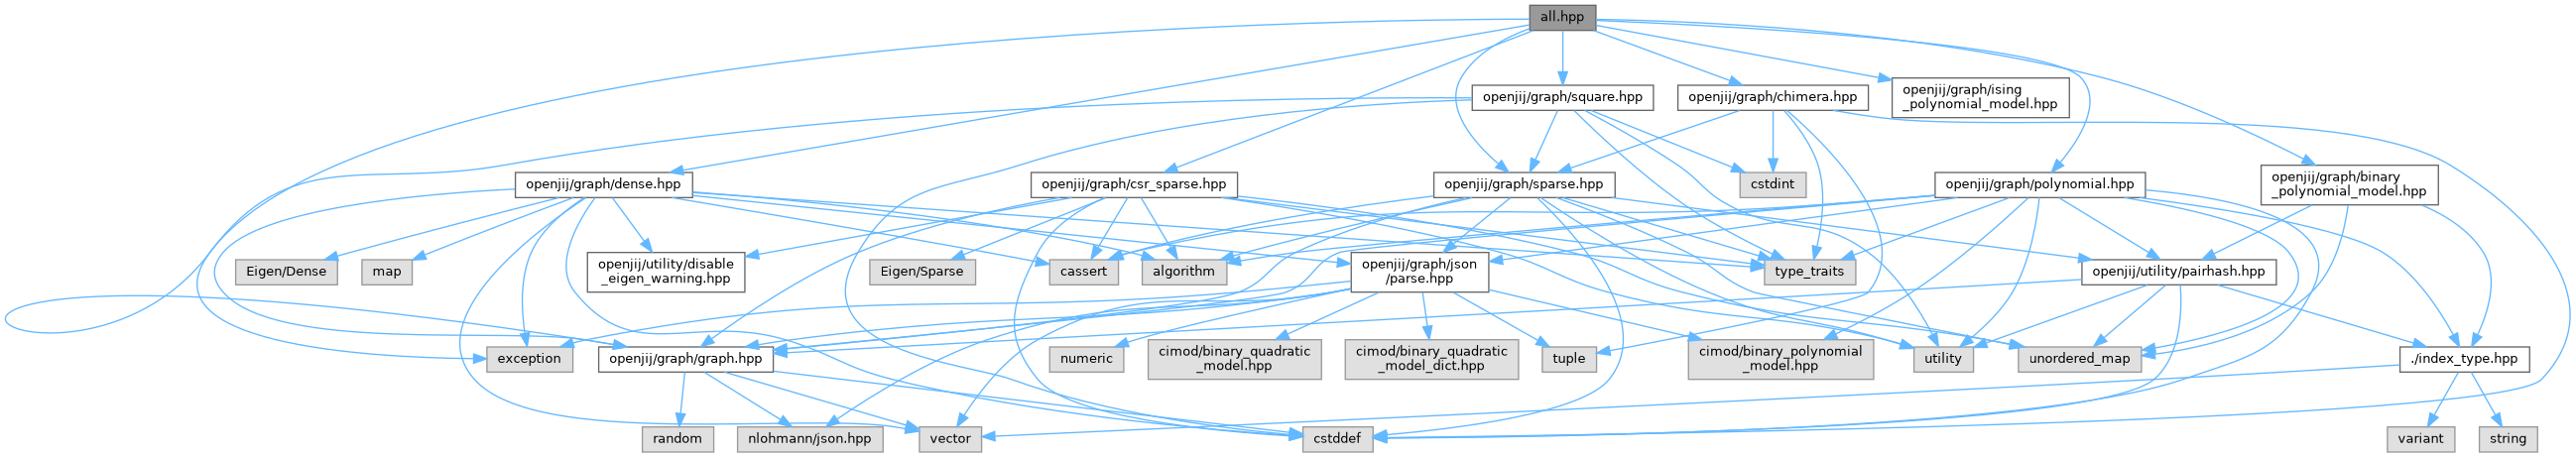 all.hpp
openjij/graph/square.hpp
openjij/graph/chimera.hpp
openjij/graph/ising
_polynomial_model.hpp
openjij/graph/dense.hpp
openjij/graph/csr_sparse.hpp
openjij/graph/sparse.hpp
cstdint
openjij/graph/polynomial.hpp
openjij/graph/binary
_polynomial_model.hpp
Eigen/Dense
map
openjij/utility/disable
_eigen_warning.hpp
Eigen/Sparse
cassert
algorithm
openjij/graph/json
/parse.hpp
type_traits
openjij/utility/pairhash.hpp
exception
openjij/graph/graph.hpp
numeric
cimod/binary_quadratic
_model.hpp
cimod/binary_quadratic
_model_dict.hpp
tuple
cimod/binary_polynomial
_model.hpp
utility
unordered_map
./index_type.hpp
random
nlohmann/json.hpp
vector
cstddef
variant
string